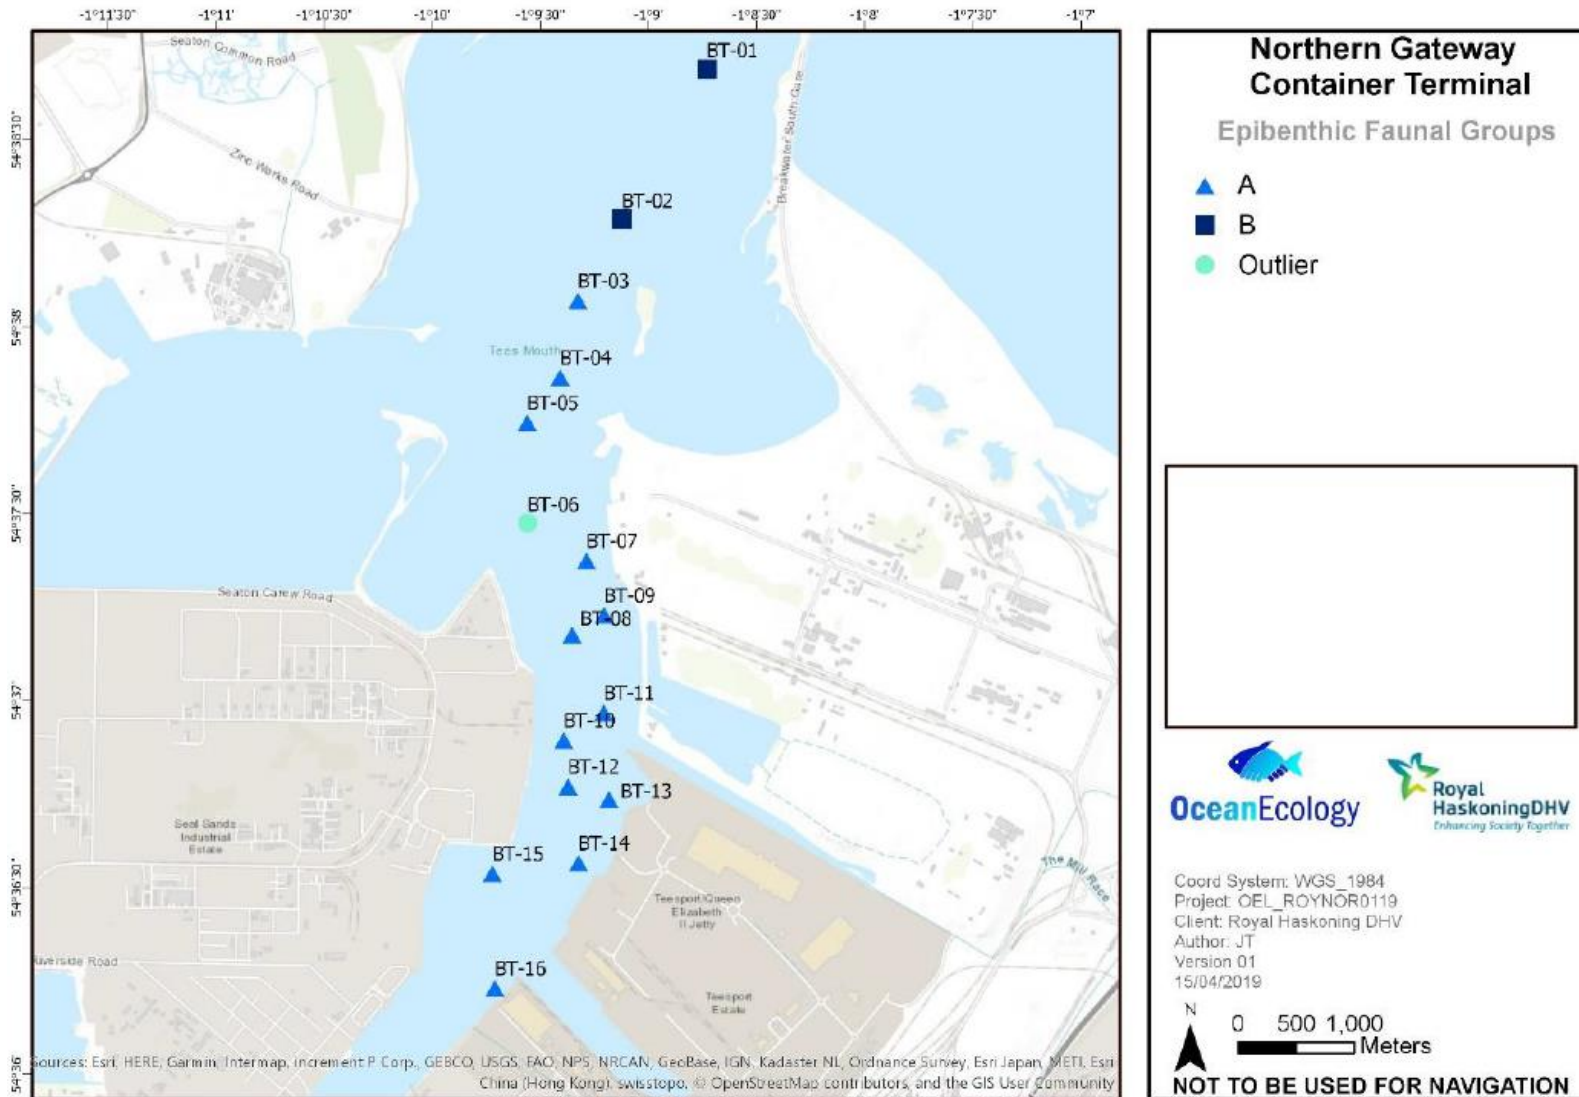 -1°11'30" -1°11' -1°10'30" -1°10' -1°9'30" -1°9' -1°8'30" -1°8' -1°7'30" -1°7'
54°38'30"
54°38'
54°37'30"
54°37'
54°36'30"
54°36'
Seaton Common Road
Zinc Works Road
Breakwater South Gare
BT-01
BT-02
BT-03
Tees Mouth
BT-04
BT-05
BT-06
BT-07
Seaton Carew Road
BT-09
BT-08
BT-11
BT-10
BT-12
BT-13
Seal Sands
Industrial
Estate
BT-14
BT-15
The Mill Race
Teesport/Queen
Elizabeth
II Jetty
Riverside Road
BT-16
Teesport
Estate
Sources: Esri, HERE, Garmin, Intermap, increment P Corp., GEBCO, USGS, FAO, NPS, NRCAN, GeoBase, IGN, Kadaster NL, Ordnance Survey, Esri Japan, METI, Esri
China (Hong Kong), swisstopo, © OpenStreetMap contributors, and the GIS User Community
Northern Gateway
Container Terminal
Epibenthic Faunal Groups
A
B
Outlier
OceanEcology
Royal
HaskoningDHV
Enhancing Society Together
Coord System: WGS_1984
Project: OEL_ROYNOR0119
Client: Royal Haskoning DHV
Author: JT
Version 01
15/04/2019
N
0 500 1,000
Meters
NOT TO BE USED FOR NAVIGATION